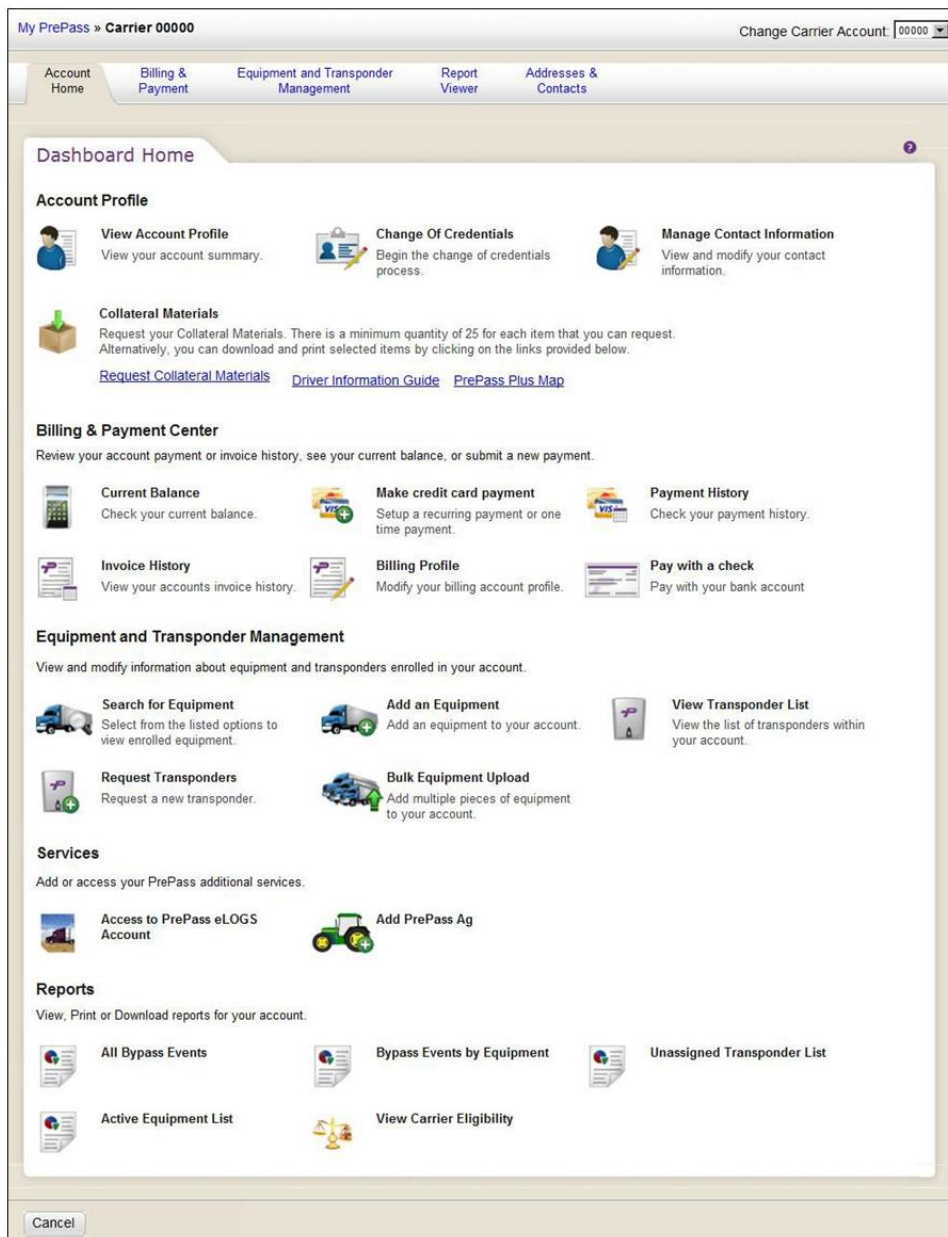 My PrePass » Carrier 00000
Change Carrier Account: 00000
Account Home
Billing & Payment
Equipment and Transponder Management
Report Viewer
Addresses & Contacts
Dashboard Home
?
Account Profile
View Account Profile
View your account summary.
Change Of Credentials
Begin the change of credentials
process.
Manage Contact Information
View and modify your contact
information.
Collateral Materials
Request your Collateral Materials. There is a minimum quantity of 25 for each item that you can request.
Alternatively, you can download and print selected items by clicking on the links provided below.
Request Collateral Materials Driver Information Guide PrePass Plus Map
Billing & Payment Center
Review your account payment or invoice history, see your current balance, or submit a new payment.
Current Balance
Check your current balance.
VIS
Make credit card payment
Setup a recurring payment or one
time payment.
VIS
Payment History
Check your payment history.
Invoice History
View your accounts invoice history.
Billing Profile
Modify your billing account profile.
Pay with a check
Pay with your bank account
Equipment and Transponder Management
View and modify information about equipment and transponders enrolled in your account.
Search for Equipment
Select from the listed options to
view enrolled equipment.
Add an Equipment
Add an equipment to your account.
View Transponder List
View the list of transponders within
your account.
Request Transponders
Request a new transponder.
Bulk Equipment Upload
Add multiple pieces of equipment
to your account.
Services
Add or access your PrePass additional services.
Access to PrePass eLOGS
Account
Add PrePass Ag
Reports
View, Print or Download reports for your account.
All Bypass Events
Bypass Events by Equipment
Unassigned Transponder List
Active Equipment List
View Carrier Eligibility
Cancel